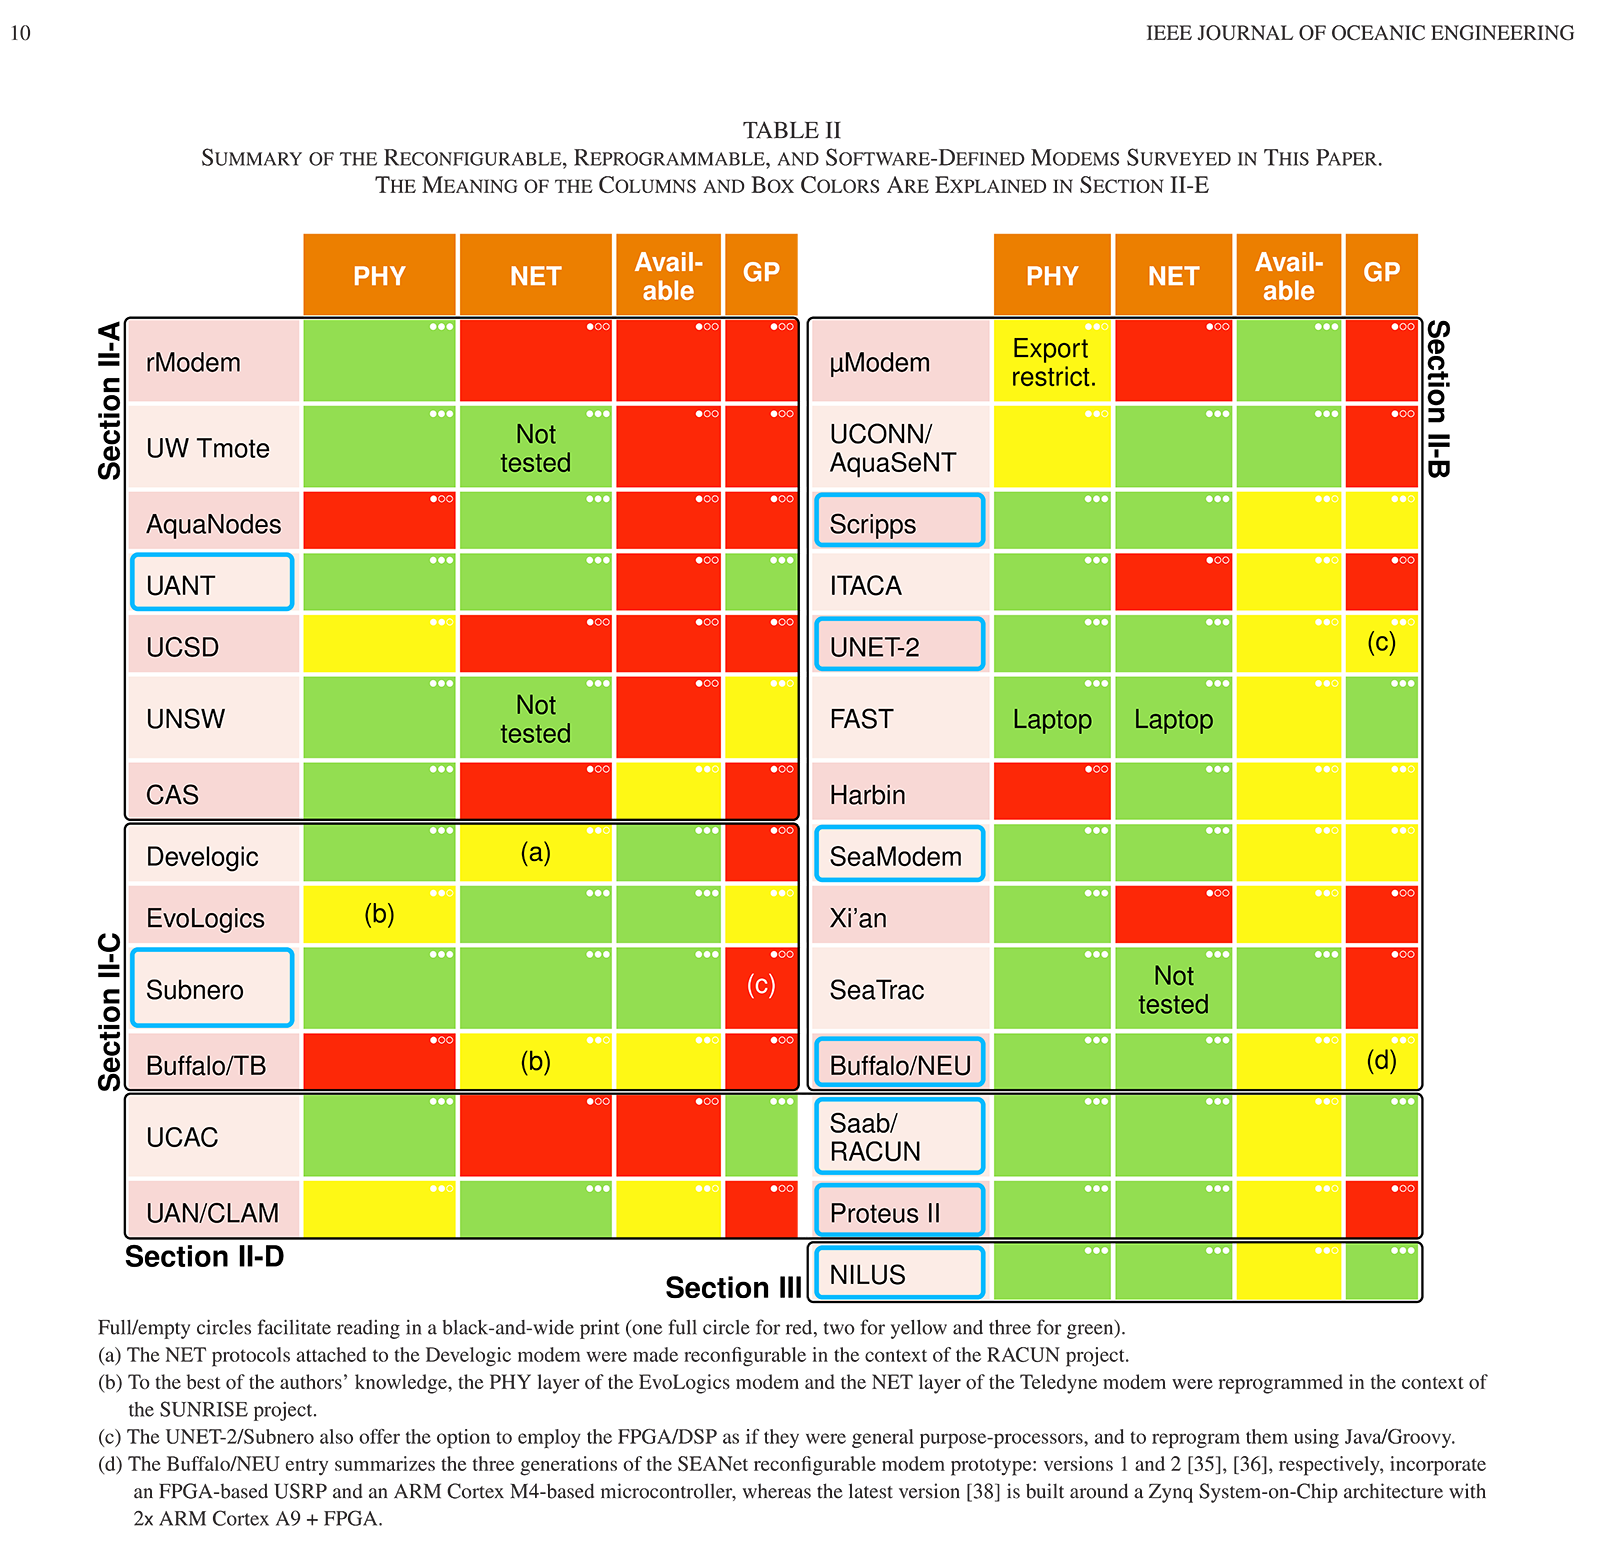 10
IEEE JOURNAL OF OCEANIC ENGINEERING
TABLE II
SUMMARY OF THE RECONFIGURABLE, REPROGRAMMABLE, AND SOFTWARE-DEFINED MODEMS SURVEYED IN THIS PAPER.
THE MEANING OF THE COLUMNS AND BOX COLORS ARE EXPLAINED IN SECTION II-E
PHY
NET
Avail-
able
GP
Section II-A
rModem
UW Tmote
Not
tested
AquaNodes
UANT
UCSD
UNSW
Not
tested
CAS
Section II-C
Develogic
(a)
EvoLogics
(b)
Subnero
(c)
Buffalo/TB
(b)
UCAC
UAN/CLAM
Section II-D
PHY
NET
Avail-
able
GP
Section II-B
µModem
Export
restrict.
UCONN/
AquaSeNT
Scripps
ITACA
UNET-2
(c)
FAST
Laptop
Laptop
Harbin
SeaModem
Xi’an
SeaTrac
Not
tested
Buffalo/NEU
(d)
Saab/
RACUN
Proteus II
Section III
NILUS
Full/empty circles facilitate reading in a black-and-wide print (one full circle for red, two for yellow and three for green).
(a) The NET protocols attached to the Develogic modem were made reconfigurable in the context of the RACUN project.
(b) To the best of the authors’ knowledge, the PHY layer of the EvoLogics modem and the NET layer of the Teledyne modem were reprogrammed in the context of
the SUNRISE project.
(c) The UNET-2/Subnero also offer the option to employ the FPGA/DSP as if they were general purpose-processors, and to reprogram them using Java/Groovy.
(d) The Buffalo/NEU entry summarizes the three generations of the SEANet reconfigurable modem prototype: versions 1 and 2 [35], [36], respectively, incorporate
an FPGA-based USRP and an ARM Cortex M4-based microcontroller, whereas the latest version [38] is built around a Zynq System-on-Chip architecture with
2x ARM Cortex A9 + FPGA.